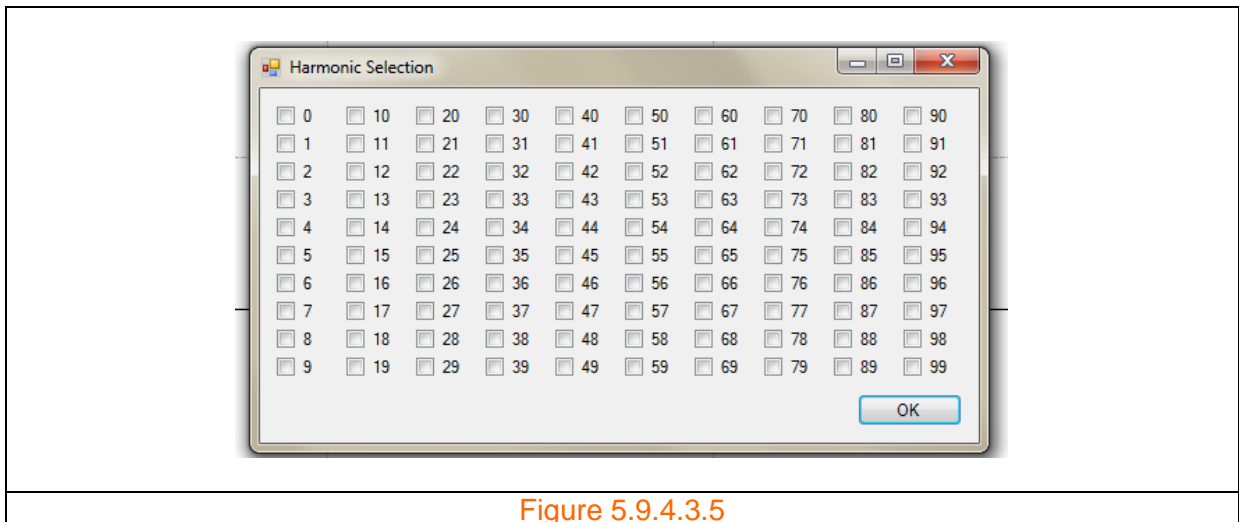 Harmonic Selection
0 10 20 30 40 50 60 70 80 90
1 11 21 31 41 51 61 71 81 91
2 12 22 32 42 52 62 72 82 92
3 13 23 33 43 53 63 73 83 93
4 14 24 34 44 54 64 74 84 94
5 15 25 35 45 55 65 75 85 95
6 16 26 36 46 56 66 76 86 96
7 17 27 37 47 57 67 77 87 97
8 18 28 38 48 58 68 78 88 98
9 19 29 39 49 59 69 79 89 99
OK
Figure 5.9.4.3.5